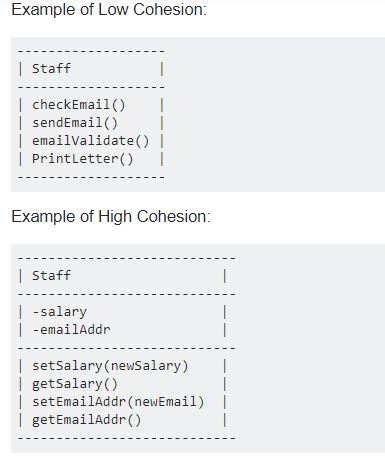 Example of Low Cohesion:
-------------------
| Staff           |
-------------------
| checkEmail()    |
| sendEmail()     |
| emailValidate() |
| PrintLetter()   |
-------------------
Example of High Cohesion:
----------------------------
| Staff                   |
----------------------------
| -salary                 |
| -emailAddr              |
----------------------------
| setSalary(newSalary)    |
| getSalary()             |
| setEmailAddr(newEmail)  |
| getEmailAddr()          |
----------------------------